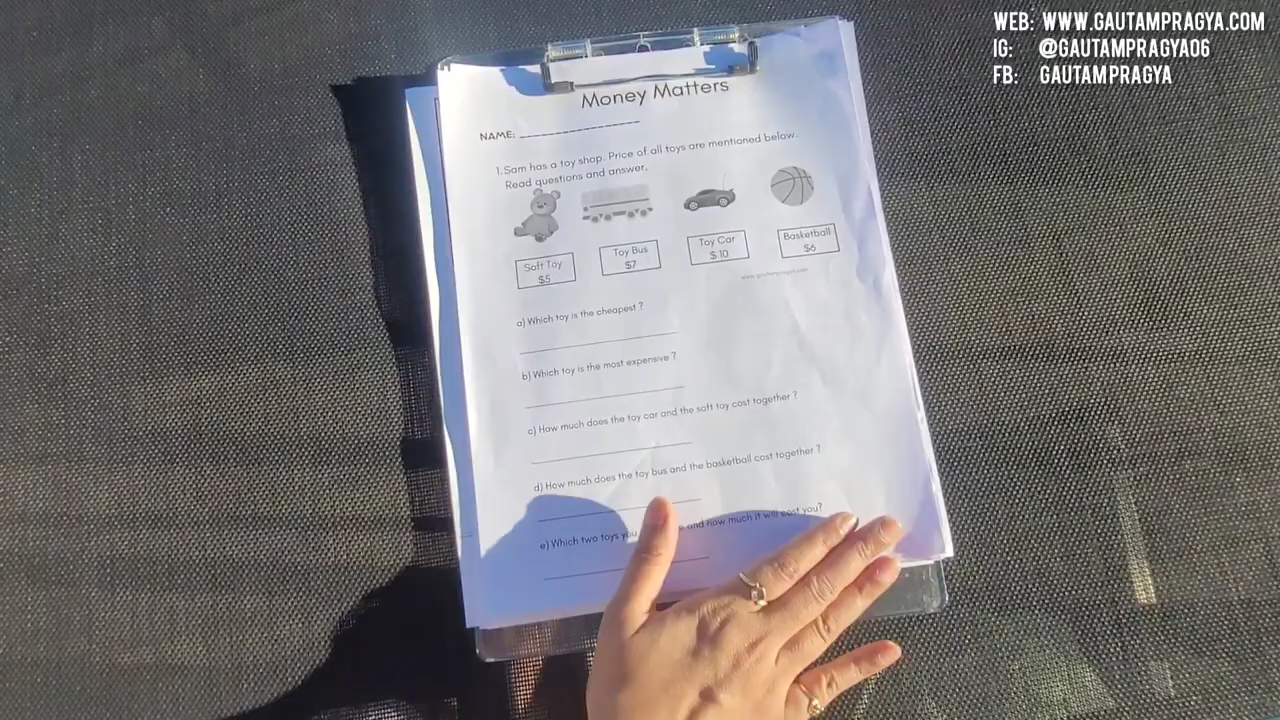 WEB: WWW.GAUTAMPRAGYA.COM
IG: @GAUTAMPRAGYA06
FB: GAUTAMPRAGYA
Money Matters
NAME: ____________________
1. Sam has a toy shop. Price of all toys are mentioned below.
Read questions and answer.
Soft Toy
$5
Toy Bus
$7
Toy Car
$ 10
Basketball
$6
www.gautampragya.com
a) Which toy is the cheapest ?
b) Which toy is the most expensive ?
c) How much does the toy car and the soft toy cost together ?
d) How much does the toy bus and the basketball cost together ?
e) Which two toys you and how much it will cost you?